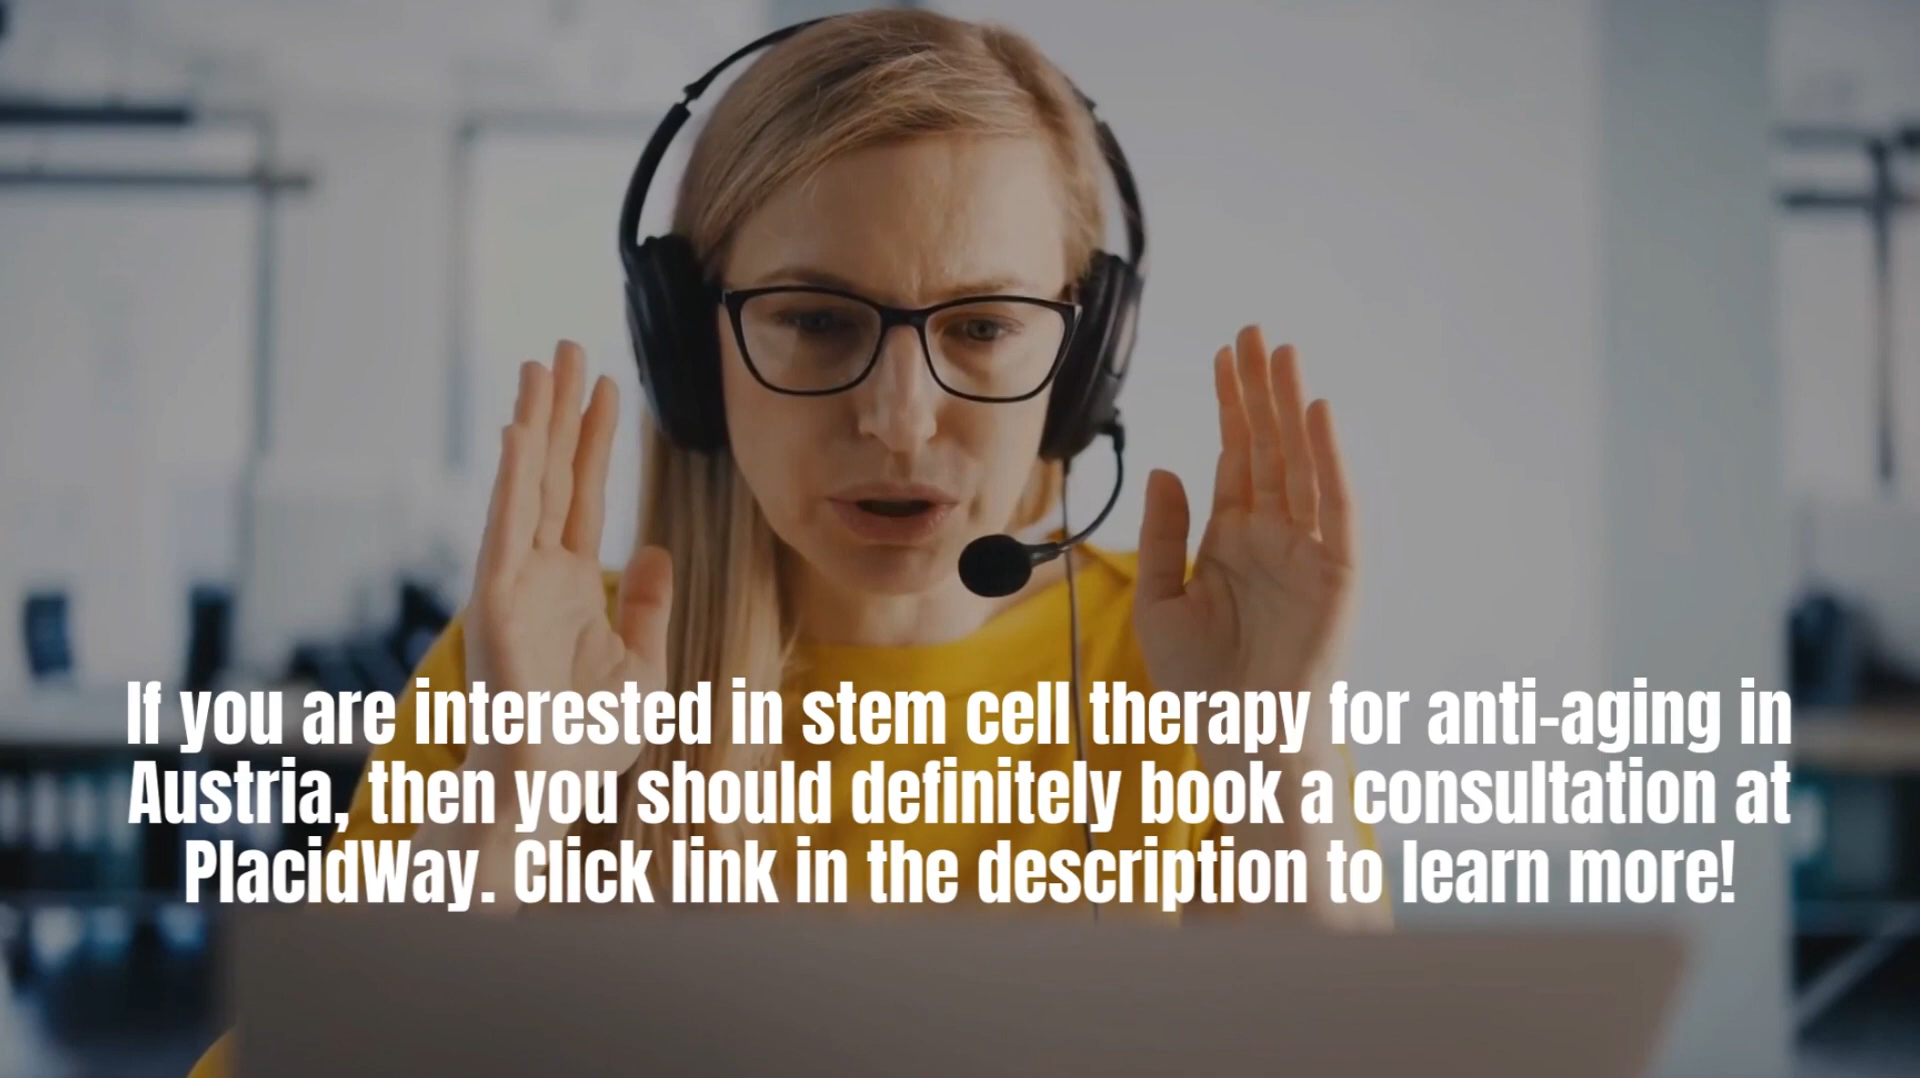 If you are interested in stem cell therapy for anti-aging in
Austria, then you should definitely book a consultation at
PlacidWay. Click link in the description to learn more!